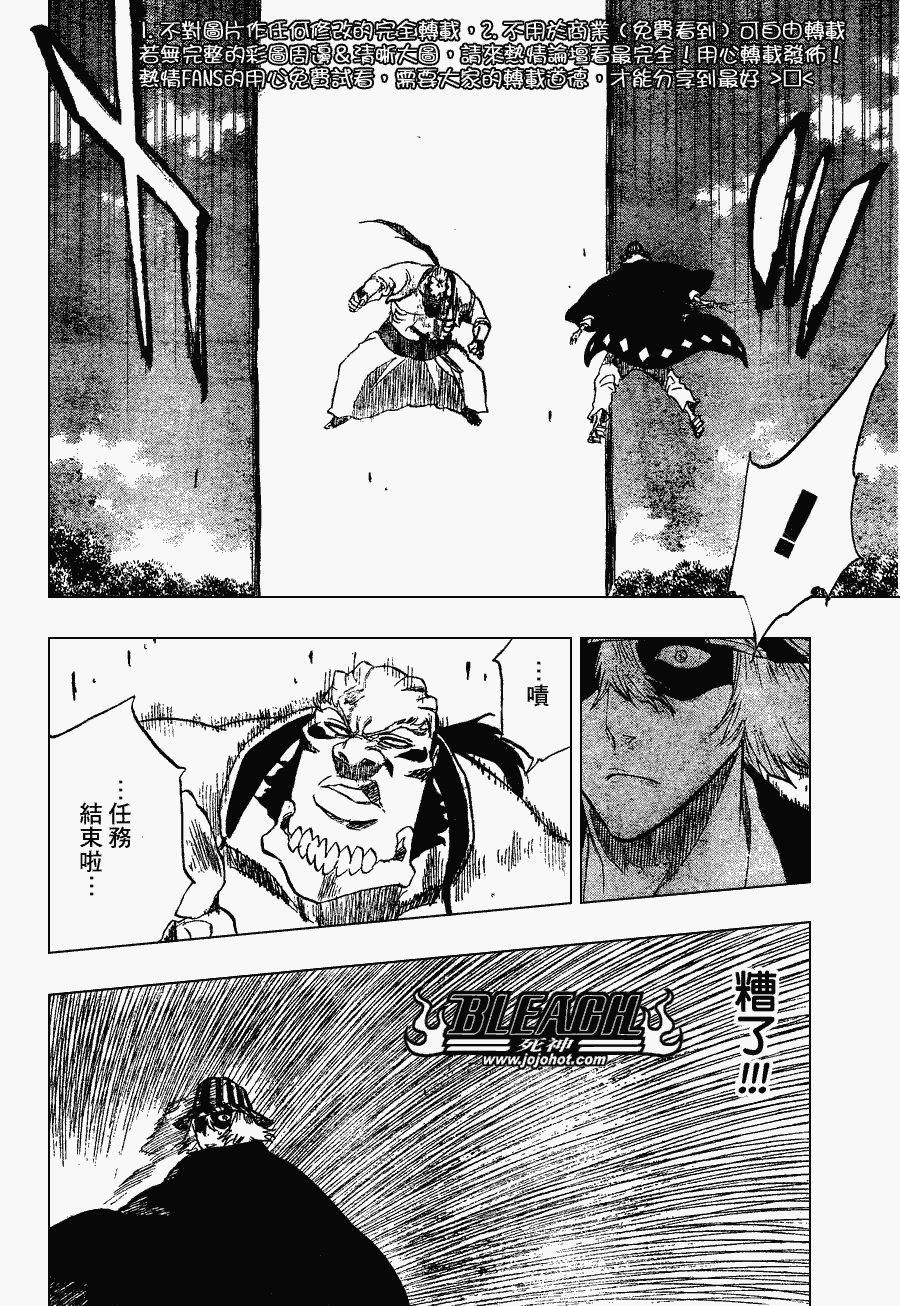 1. 不對圖片作任何修改的完全轉載，2. 不用於商業（免費看到）可自由轉載
若無完整的彩圖周漫&清晰大圖，請來熱情論壇看最完全！用心轉載發佈！
熱情FANS的用心免費試看，需要大家的轉載道德，才能分享到最好 >口<
!
…嘖
…任務
結束啦…
糟了!!!
BLEACH
死神
www.jojohot.com